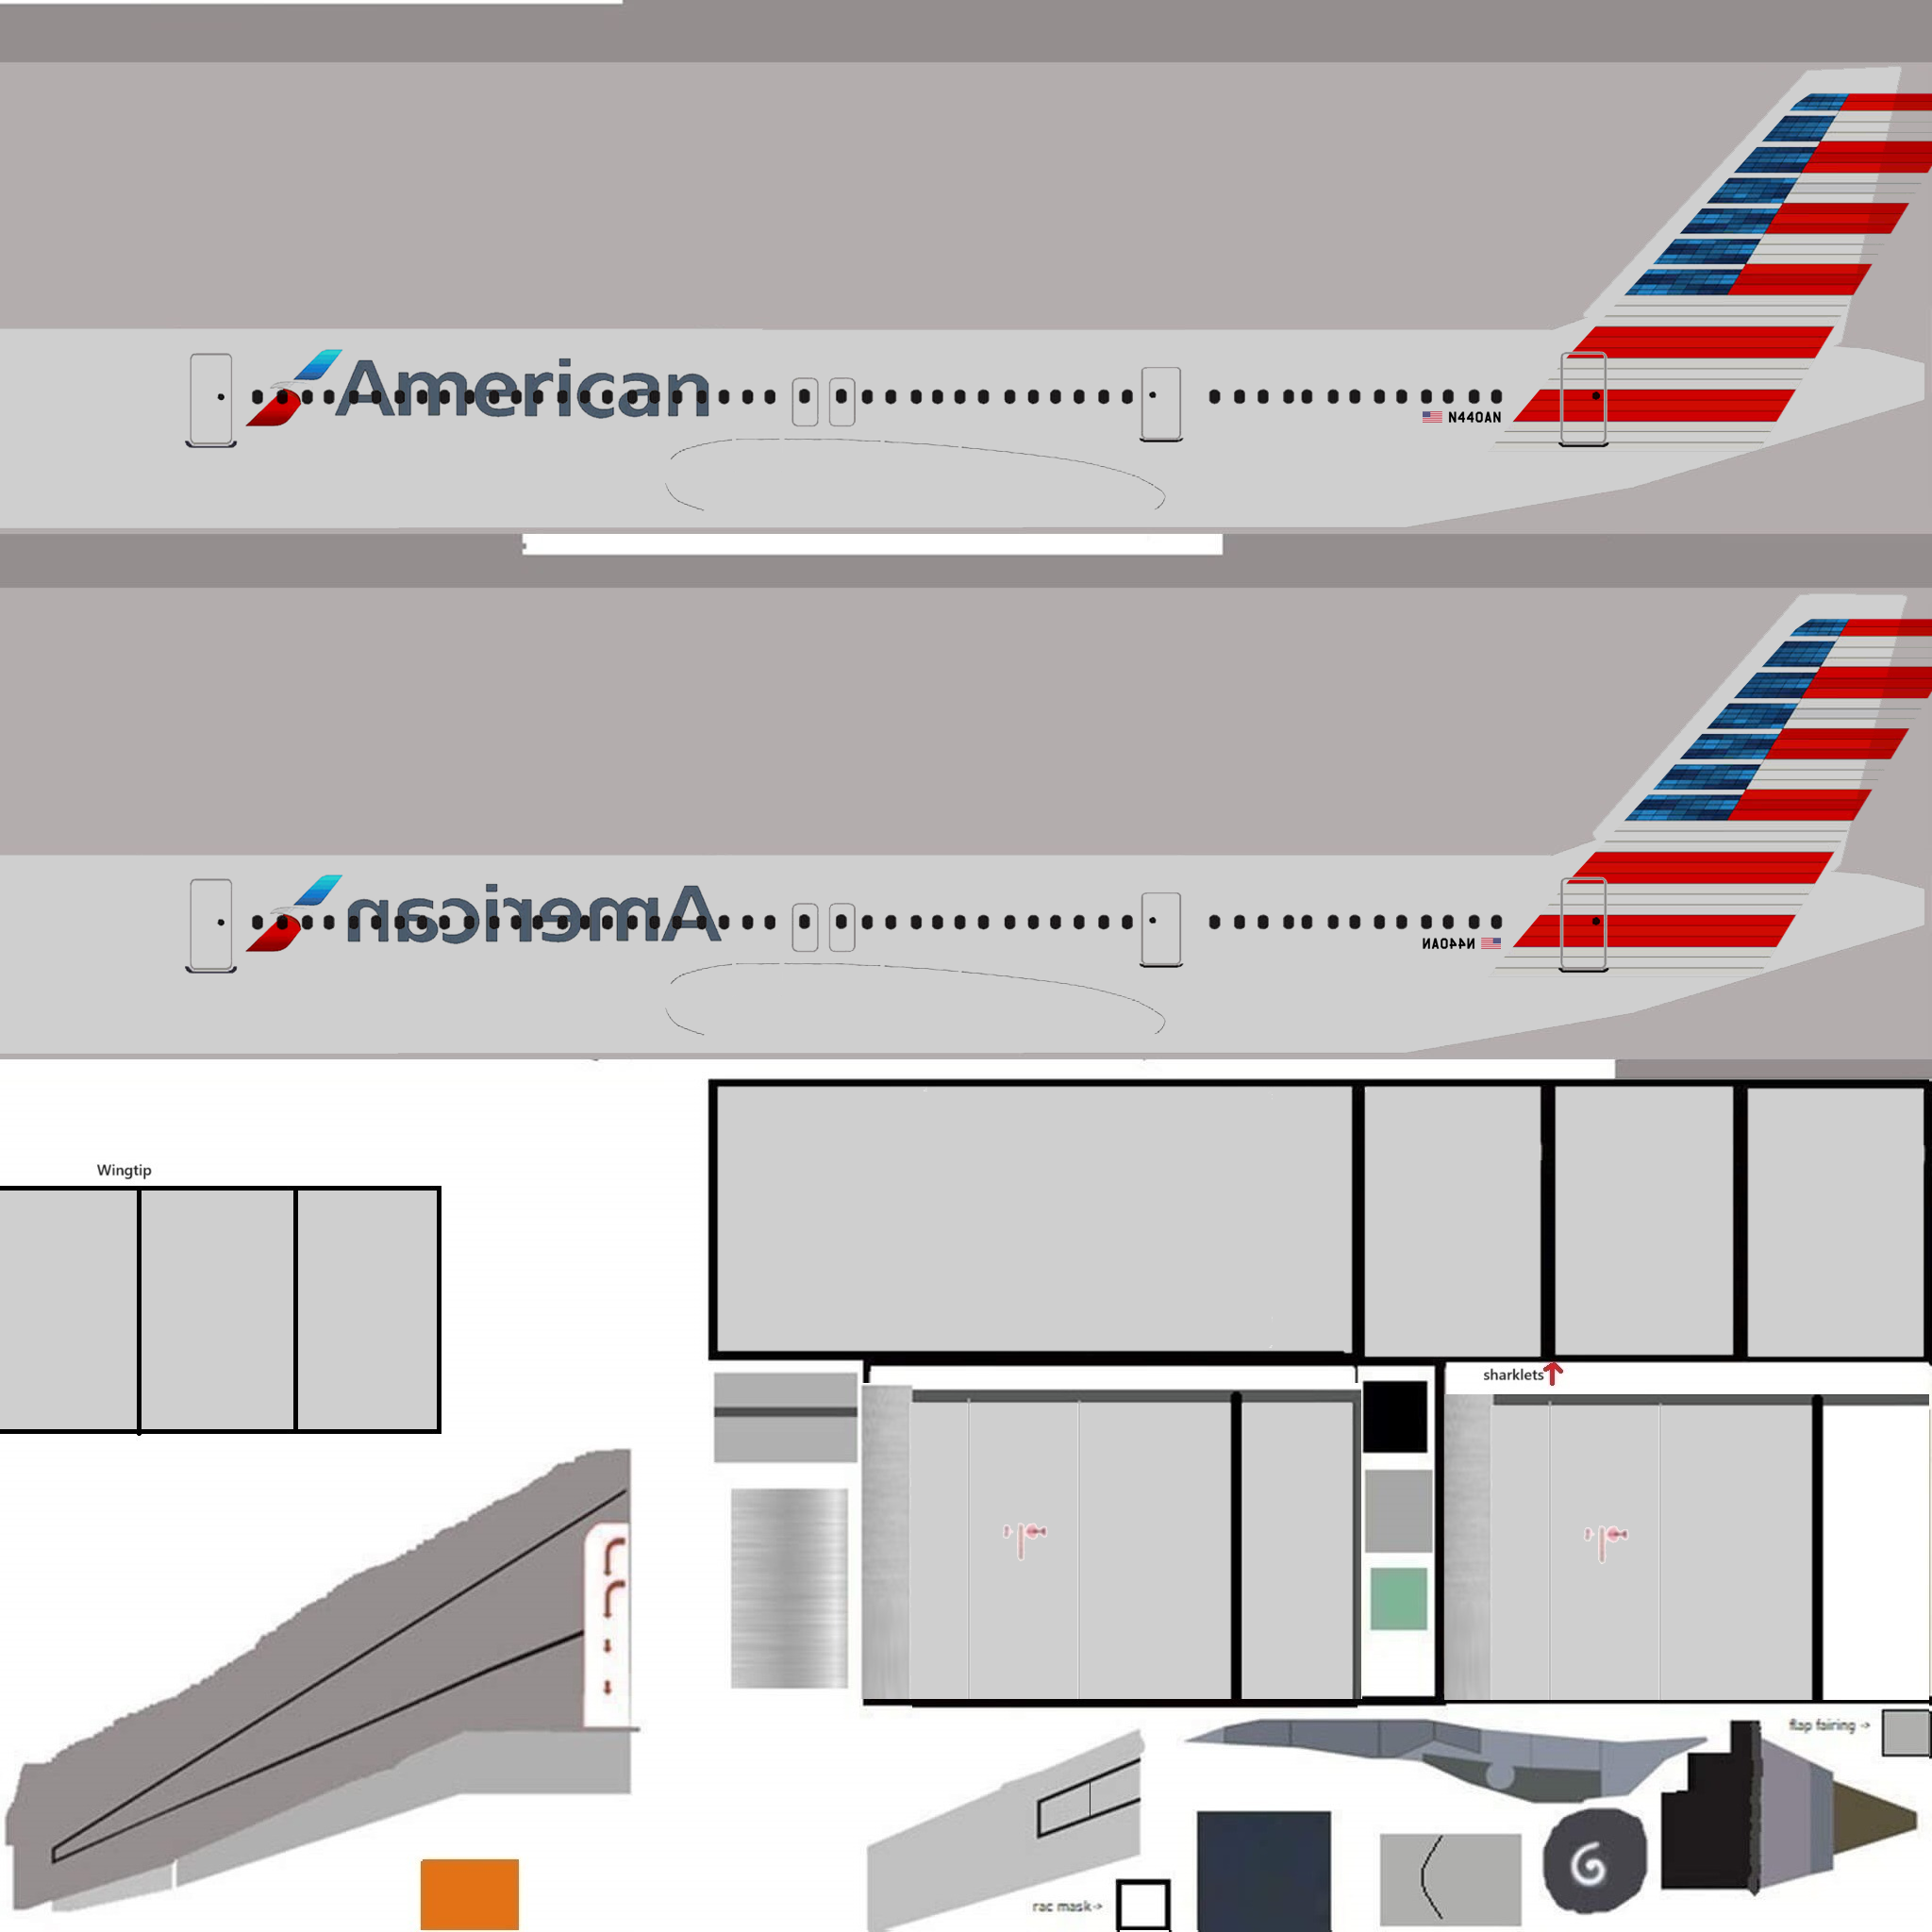 American
N440AN
American
N440AN
Wingtip
sharklets
flap fairing ->
rac mask->